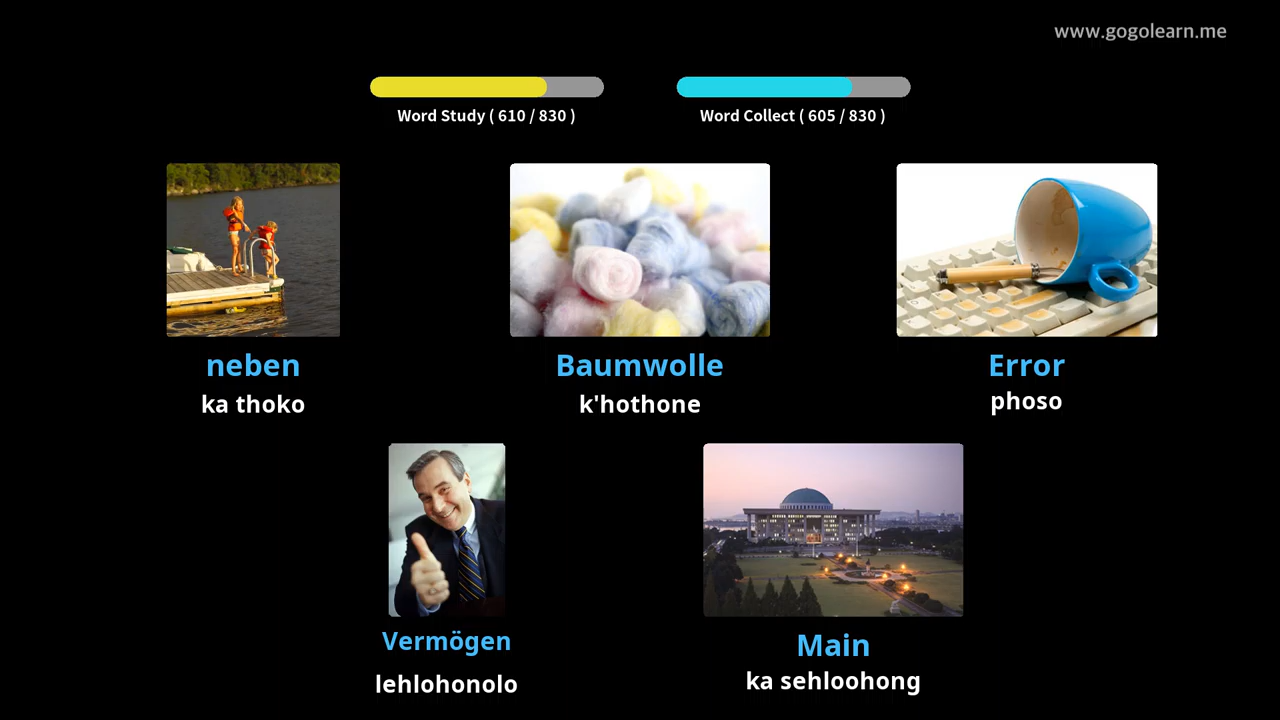 www.gogolearn.me
Word Study ( 610 / 830 )
Word Collect ( 605 / 830 )
neben
ka thoko
Baumwolle
k'hothone
Error
phoso
Vermögen
lehlohonolo
Main
ka sehloohong